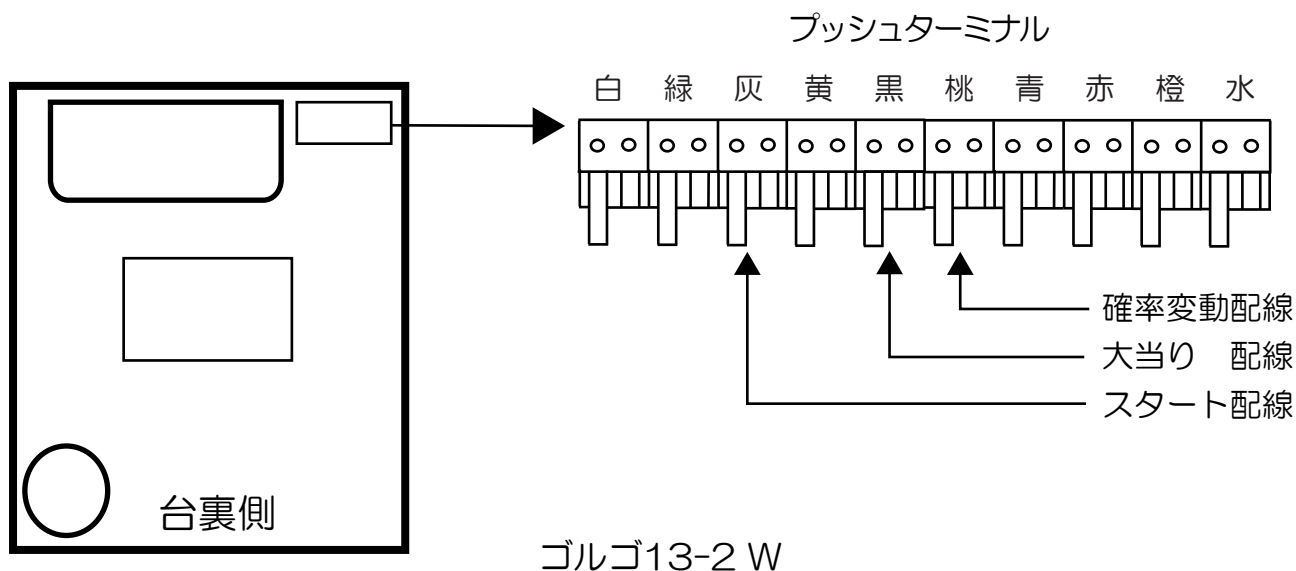 プッシュターミナル
白 緑 灰 黄 黒 桃 青 赤 橙 水
確率変動配線
大当り 配線
スタート配線
台裏側
ゴルゴ13-2 W